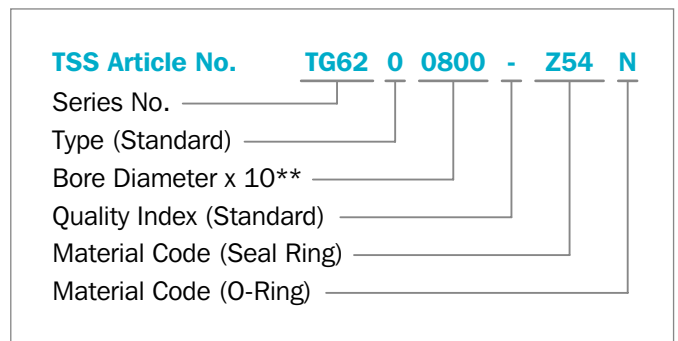 TSS Article No. TG62 0 0800 - Z54 N
Series No.
Type (Standard)
Bore Diameter x 10**
Quality Index (Standard)
Material Code (Seal Ring)
Material Code (O-Ring)